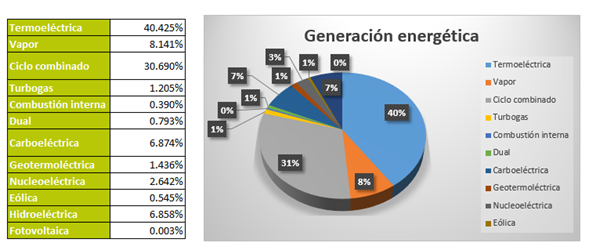 Termoeléctrica 40.425%
Vapor 8.141%
Ciclo combinado 30.690%
Turbogas 1.205%
Combustión interna 0.390%
Dual 0.793%
Carboeléctrica 6.874%
Geotermoléctrica 1.436%
Nucleoeléctrica 2.642%
Eólica 0.545%
Hidroeléctrica 6.858%
Fotovoltaica 0.003%
Generación energética
3%
1%
0%
7%
1%
7%
1%
0%
1%
40%
31%
8%
Termoeléctrica
Vapor
Ciclo combinado
Turbogas
Combustión interna
Dual
Carboeléctrica
Geotermoléctrica
Nucleoeléctrica
Eólica